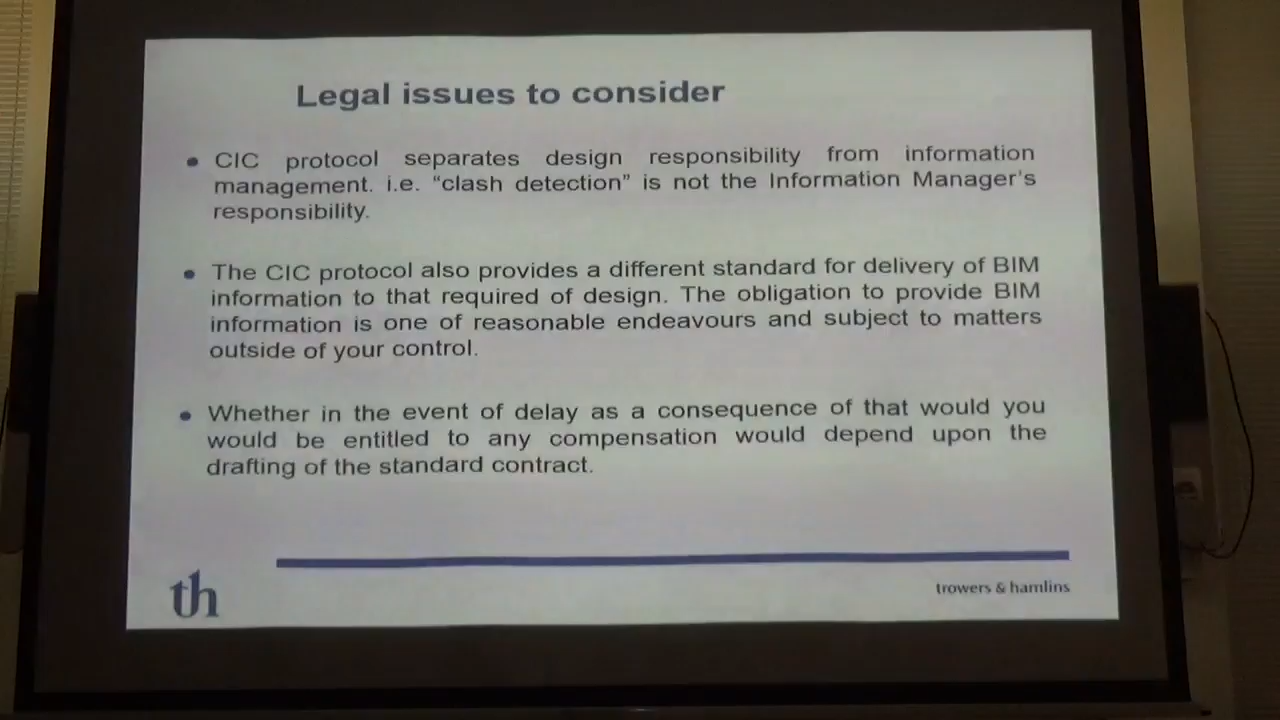 Legal issues to consider
CIC protocol separates design responsibility from information
management. i.e. “clash detection” is not the Information Manager's
responsibility.
The CIC protocol also provides a different standard for delivery of BIM
information to that required of design. The obligation to provide BIM
information is one of reasonable endeavours and subject to matters
outside of your control.
Whether in the event of delay as a consequence of that would you
would be entitled to any compensation would depend upon the
drafting of the standard contract.
th
trowers & hamlins